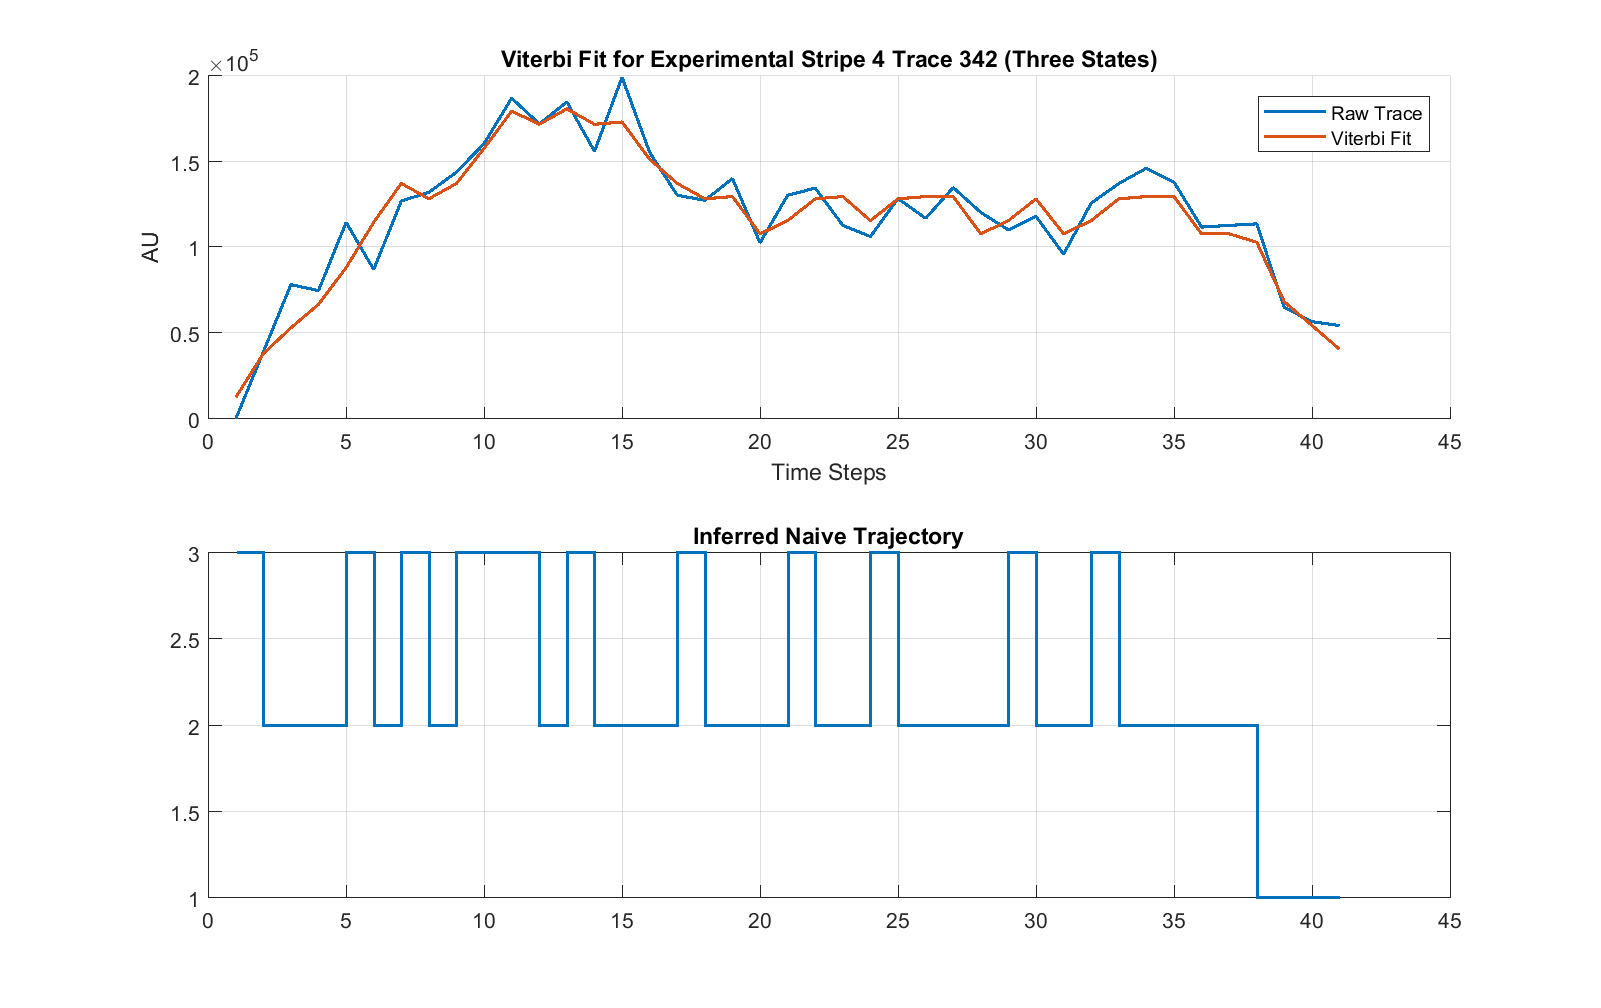 Viterbi Fit for Experimental Stripe 4 Trace 342 (Three States)
×10^5
2
1.5
1
0.5
0
AU
Raw Trace
Viterbi Fit
0 5 10 15 20 25 30 35 40 45
Time Steps
Inferred Naive Trajectory
3
2.5
2
1.5
1
0 5 10 15 20 25 30 35 40 45